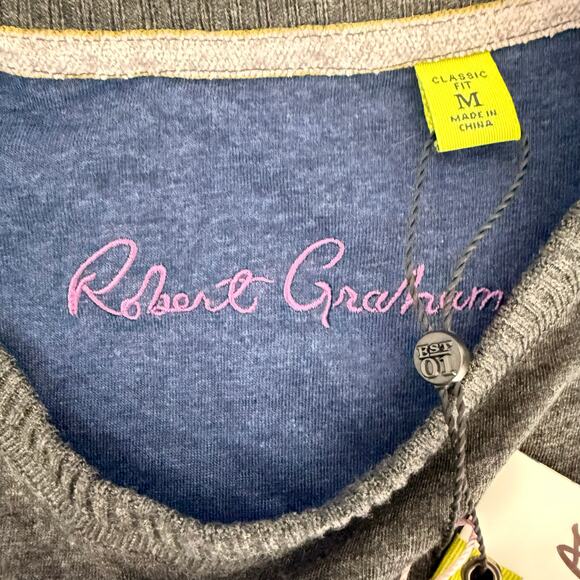 CLASSIC
FIT
M
MADE IN
CHINA
Robert Graham
EST
01